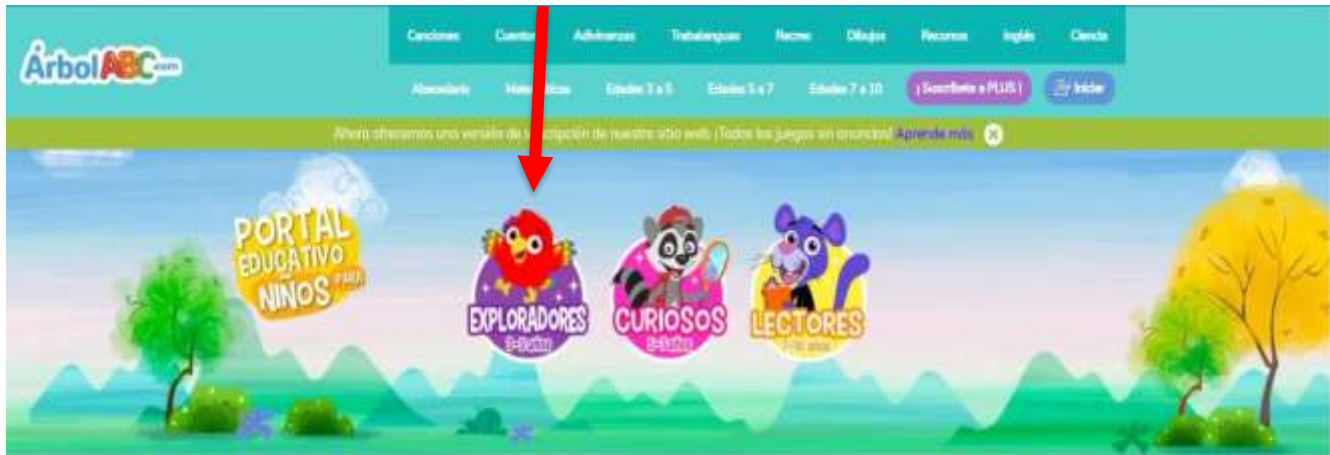 ÁrbolABC.com
Canciones Cuentos Adivinanzas Trabalenguas Recreo Dibujos Recursos Inglés Ciencia
Abecedario Edades 3 a 5 Edades 5 a 7 Edades 7 a 10 ¡Suscríbete a PLUS! Iniciar
Ahora ofrecemos una versión de suscripción de nuestro sitio web. ¡Todos los juegos sin anuncios! Aprende más
PORTAL
EDUCATIVO
PARA
NIÑOS
EXPLORADORES
CURIOSOS
LECTORES